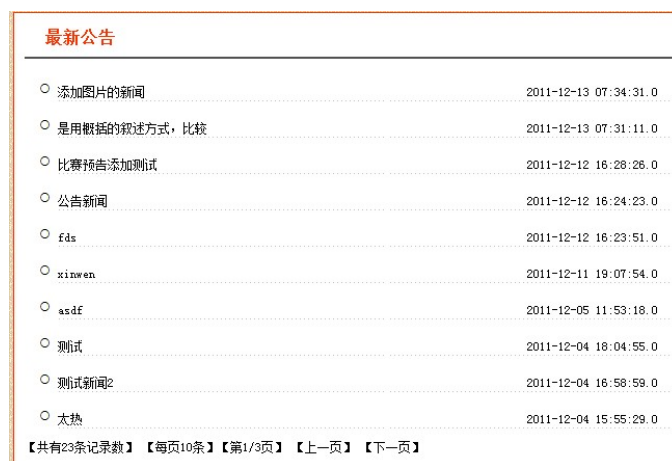 最新公告
添加图片的新闻 2011-12-13 07:34:31.0
是用概括的叙述方式，比较 2011-12-13 07:31:11.0
比赛预告添加测试 2011-12-12 16:28:26.0
公告新闻 2011-12-12 16:24:23.0
fds 2011-12-12 16:23:51.0
xinwen 2011-12-11 19:07:54.0
asdf 2011-12-05 11:53:18.0
测试 2011-12-04 18:04:55.0
测试新闻2 2011-12-04 16:58:59.0
太热 2011-12-04 15:55:29.0
【共有23条记录数】 【每页10条】【第1/3页】 【上一页】 【下一页】